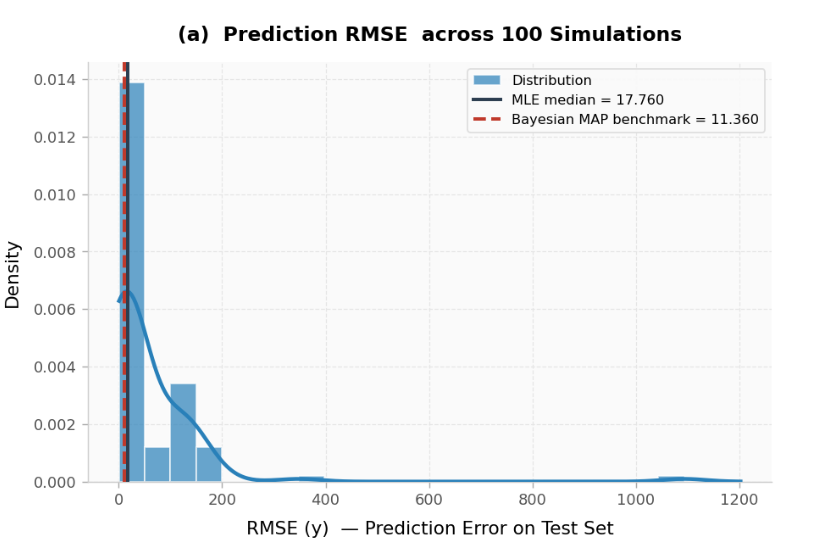 (a)  Prediction RMSE  across 100 Simulations
Distribution
MLE median = 17.760
Bayesian MAP benchmark = 11.360
Density
0.014
0.012
0.010
0.008
0.006
0.004
0.002
0.000
0 200 400 600 800 1000 1200
RMSE (y)  — Prediction Error on Test Set